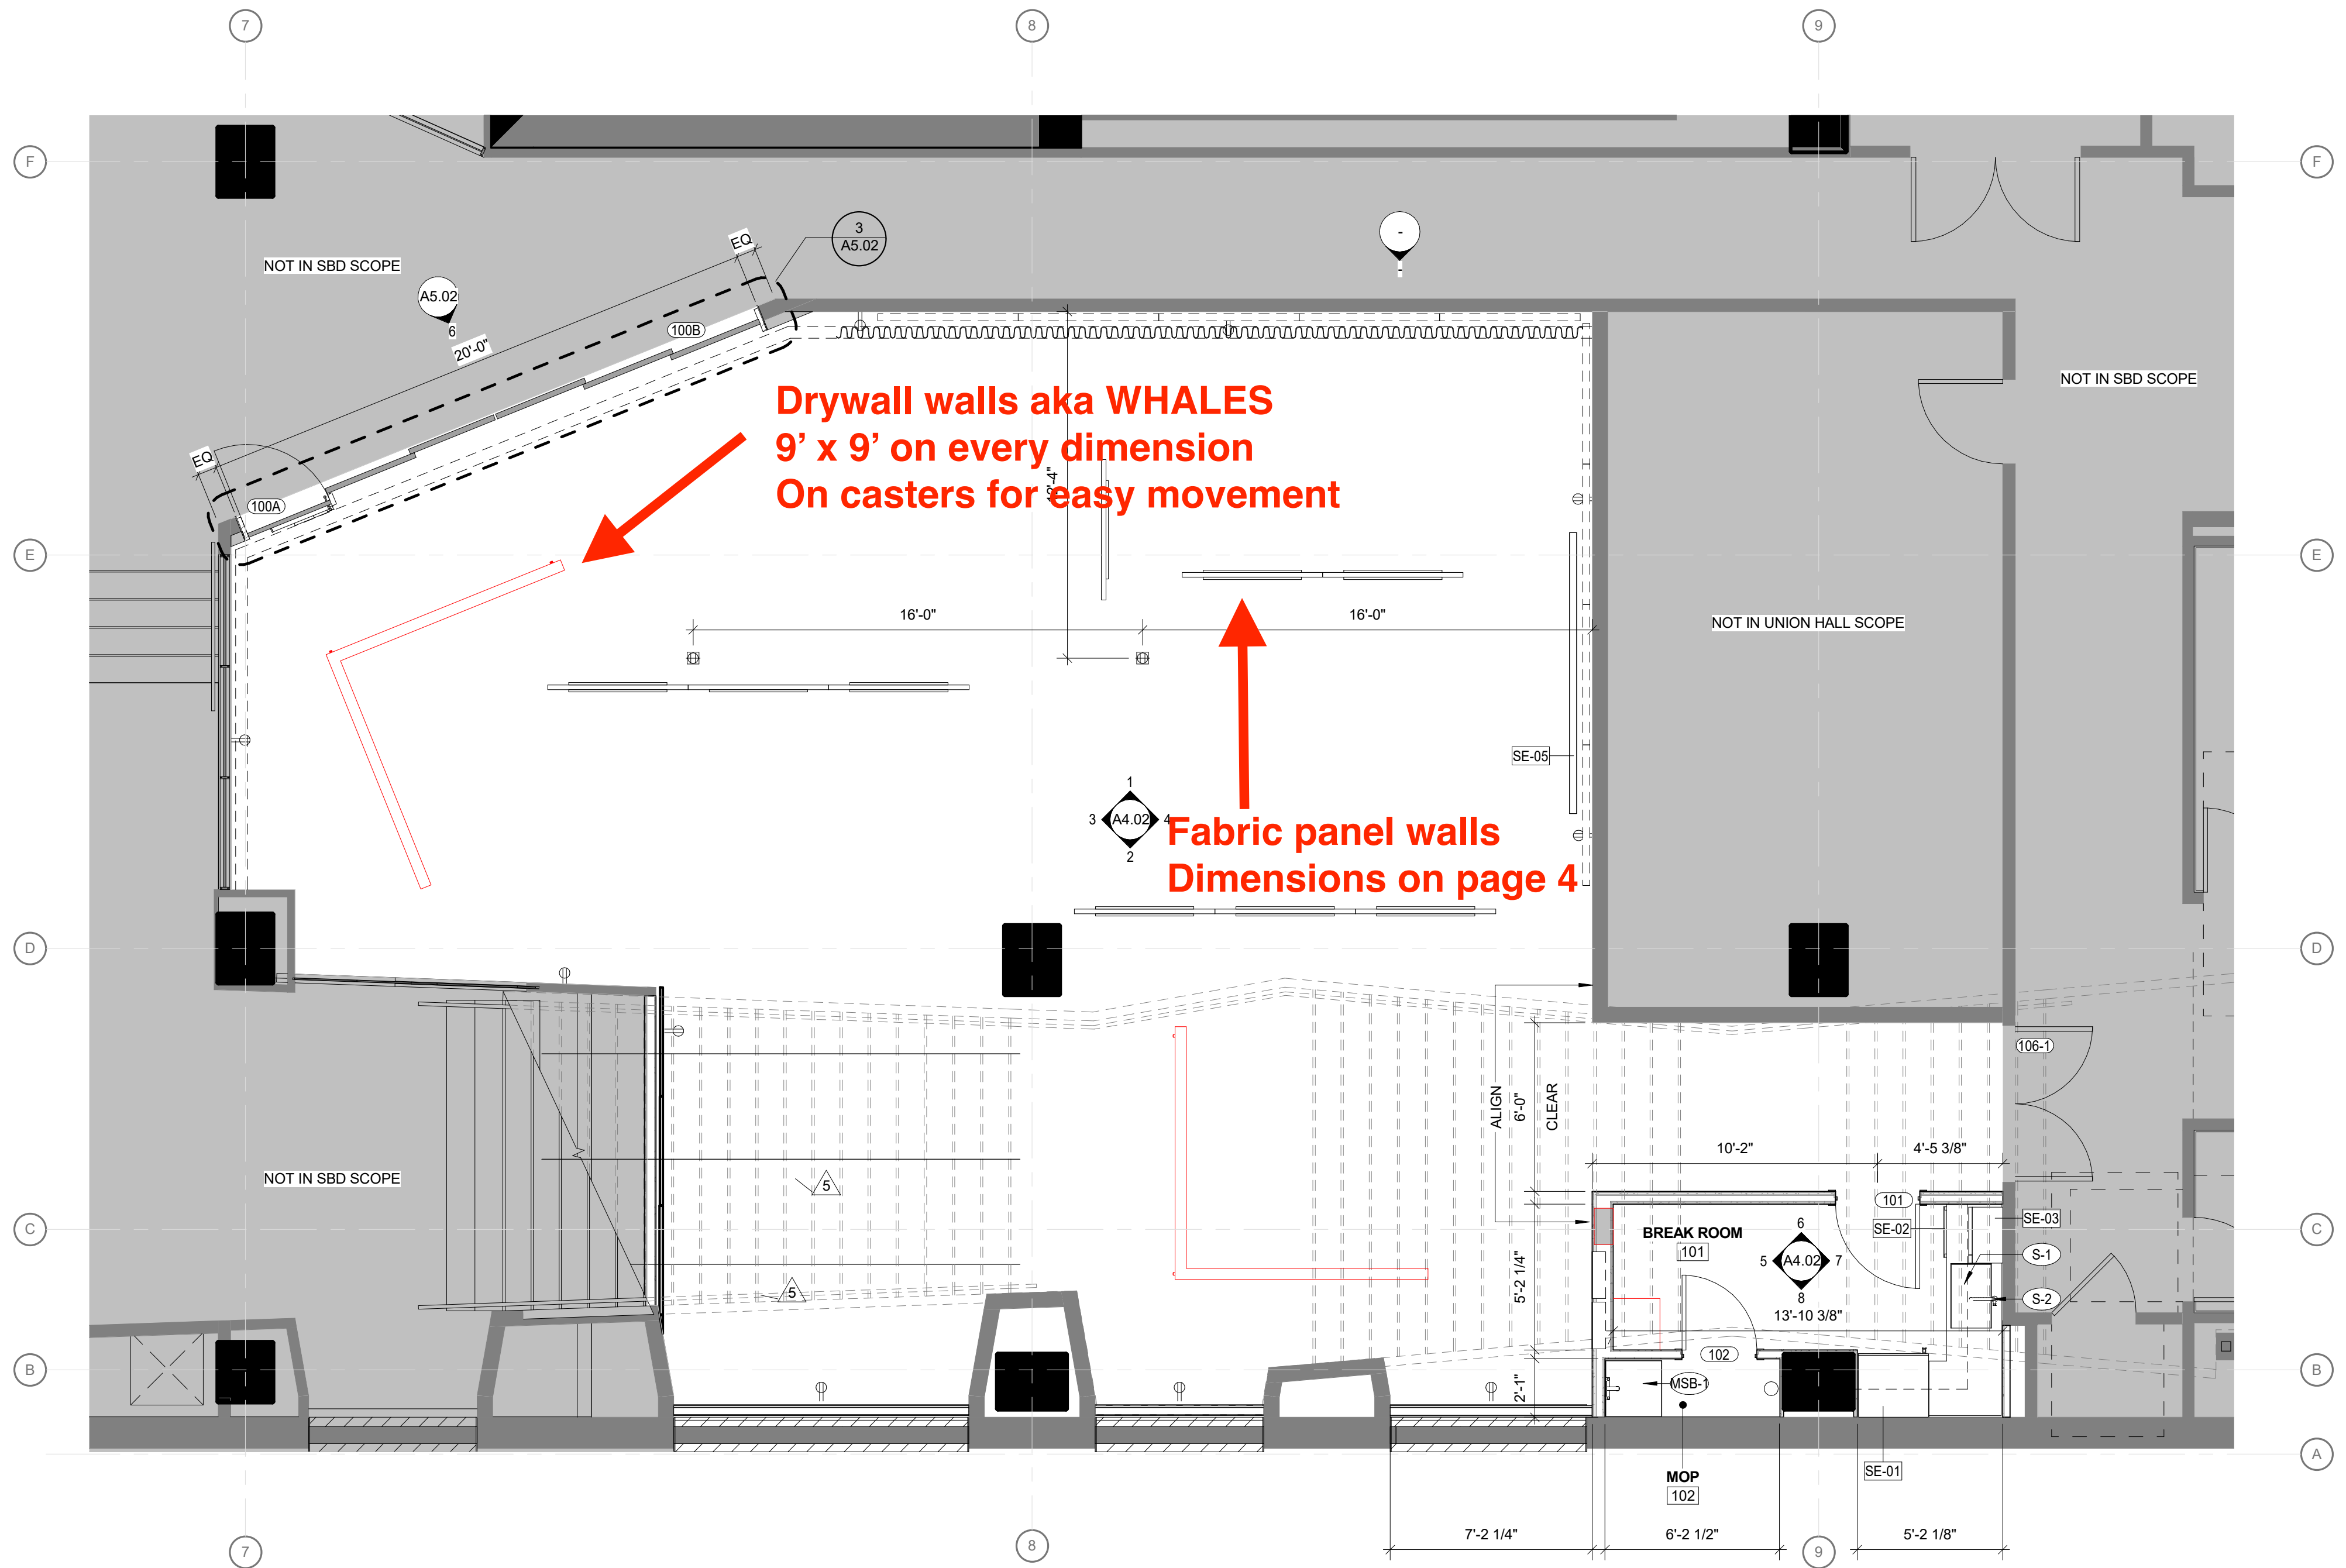 7
8
9
F
F
3
A5.02
-
-
EQ
NOT IN SBD SCOPE
A5.02
6
20'-0"
100B
NOT IN SBD SCOPE
Drywall walls aka WHALES
9’ x 9’ on every dimension
On casters for easy movement
EQ
100A
E
E
16'-0"
16'-0"
NOT IN UNION HALL SCOPE
SE-05
1
3 A4.02 4
2
Fabric panel walls
Dimensions on page 4
D
D
106-1
ALIGN
6'-0"
CLEAR
10'-2"
4'-5 3/8"
NOT IN SBD SCOPE
5
101
C
C
SE-02
SE-03
BREAK ROOM
101
6
5 A4.02 7
8
S-1
5'-2 1/4"
5
S-2
13'-10 3/8"
B
B
102
2'-1"
MSB-1
A
MOP
102
SE-01
7'-2 1/4"
6'-2 1/2"
5'-2 1/8"
7
8
9